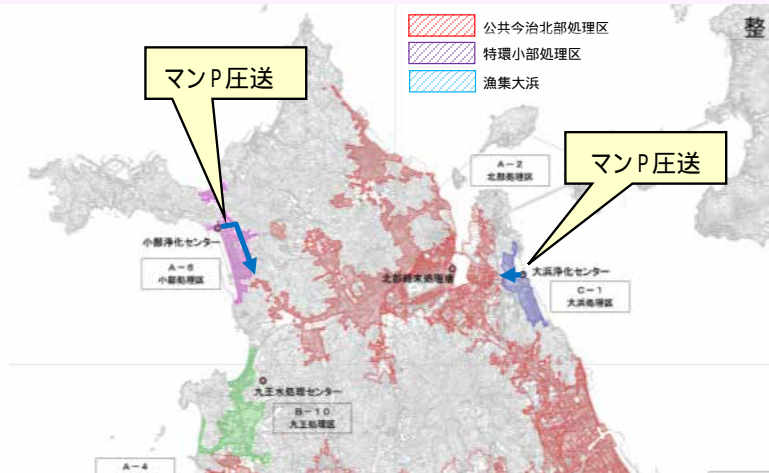 公共今治北部処理区
整
特環小部処理区
漁集大浜
マンP圧送
マンP圧送
A-2
北部処理区
小部浄化センター
A-6
小部処理区
北部終末処理場
大浜浄化センター
C-1
大浜処理区
九王水処理センター
B-10
九王処理区
A-4